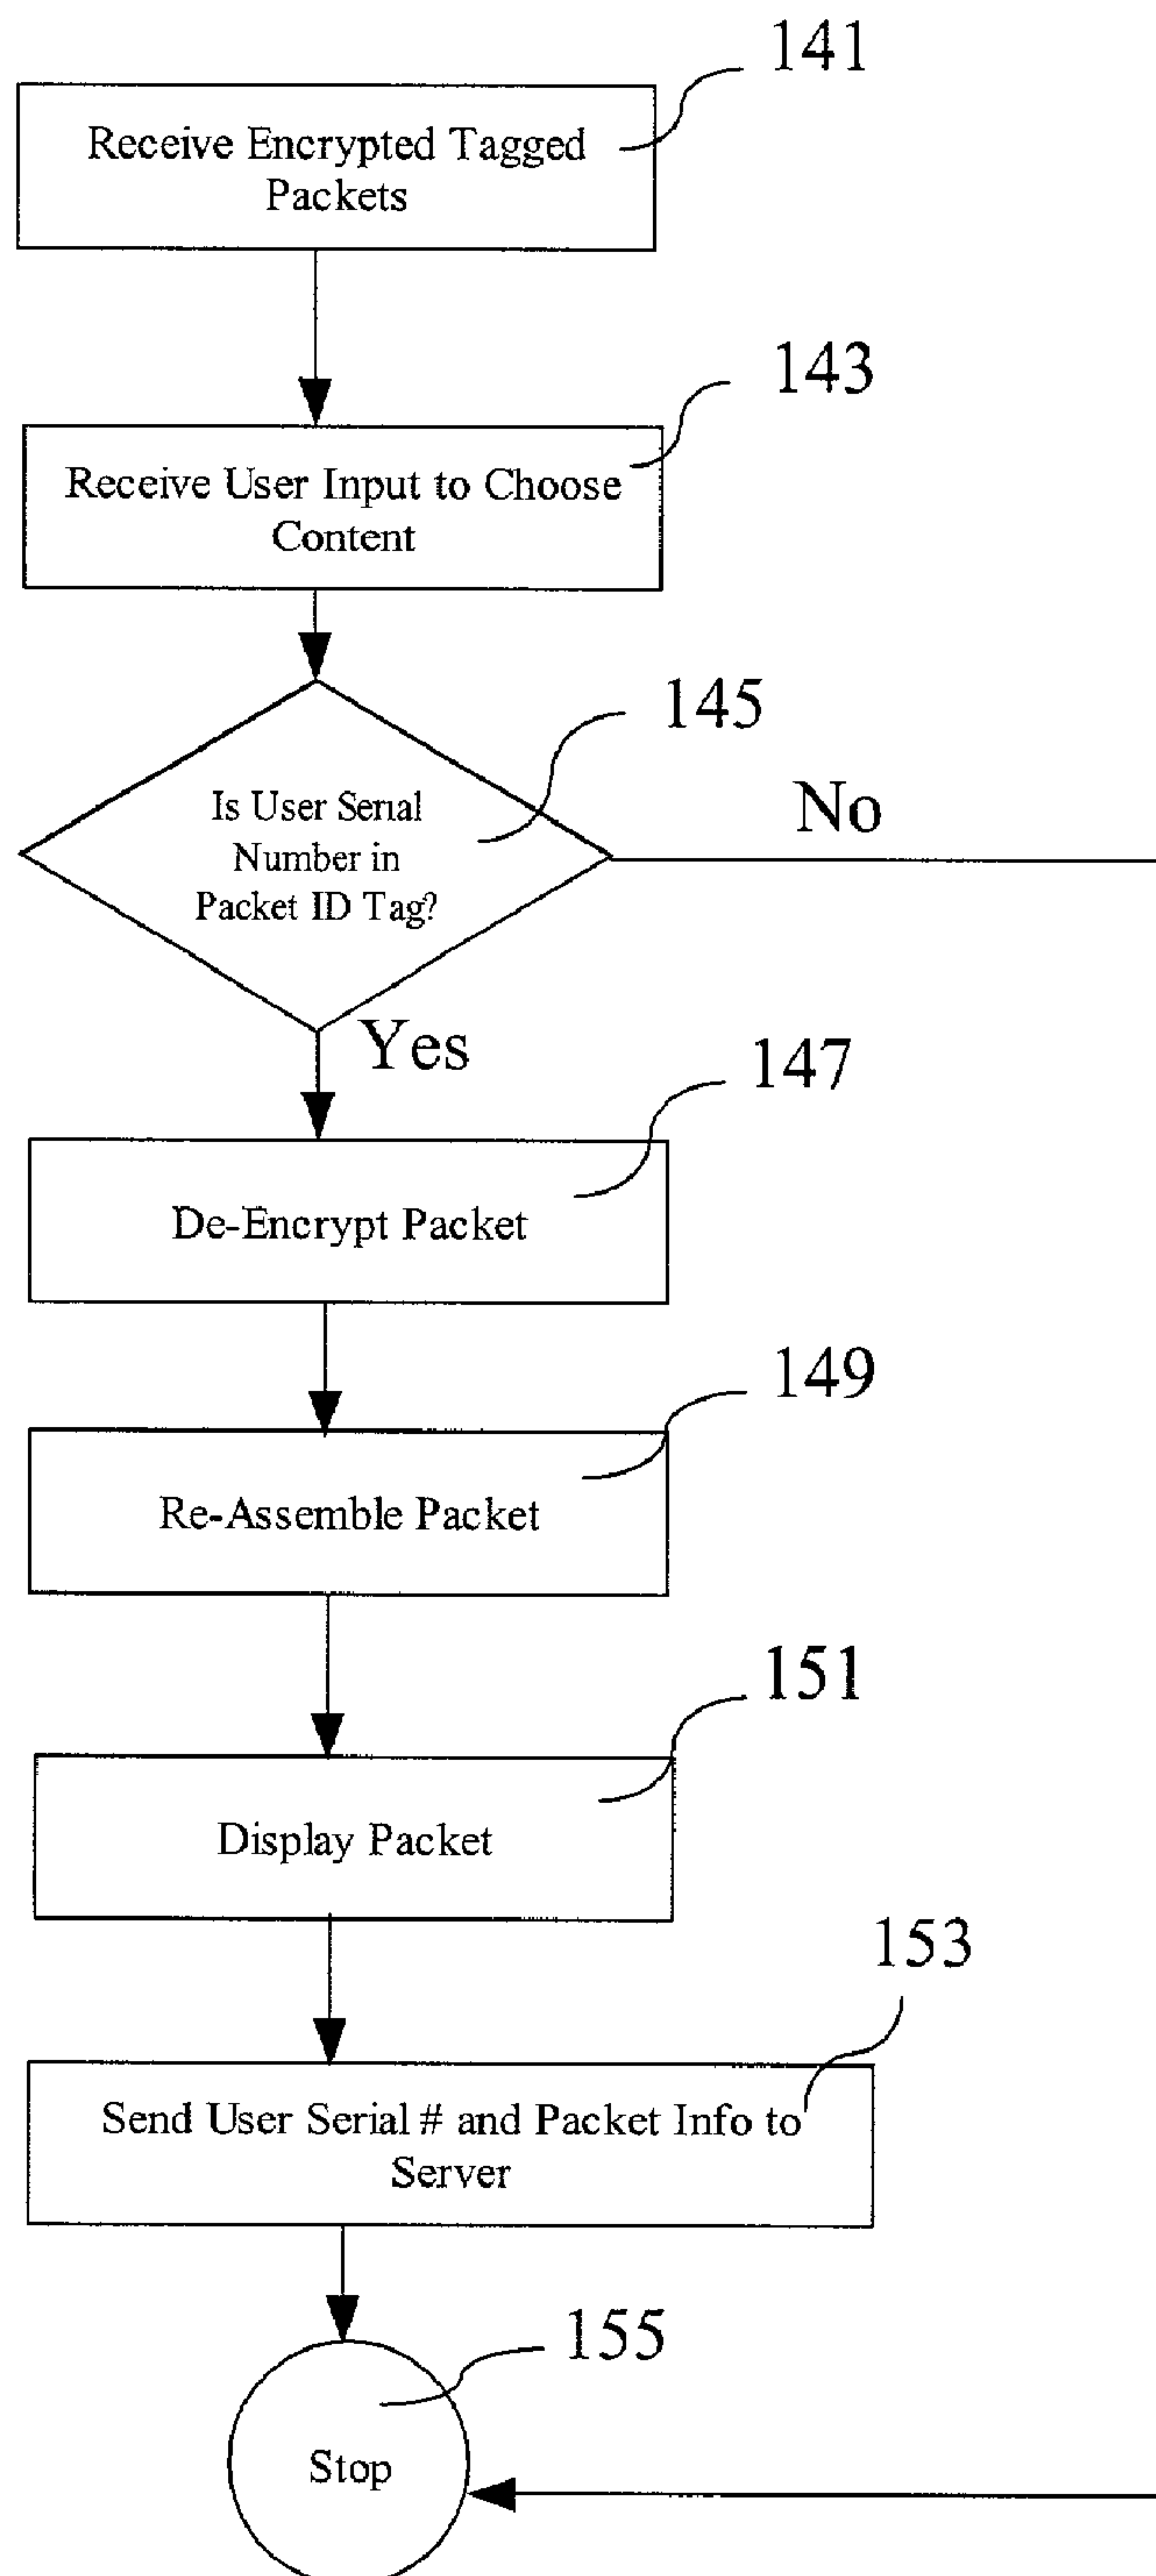 141
Receive Encrypted Tagged
Packets
143
Receive User Input to Choose
Content
145
Is User Serial
Number in
Packet ID Tag?
No
Yes
147
De-Encrypt Packet
149
Re-Assemble Packet
151
Display Packet
153
Send User Serial # and Packet Info to
Server
155
Stop